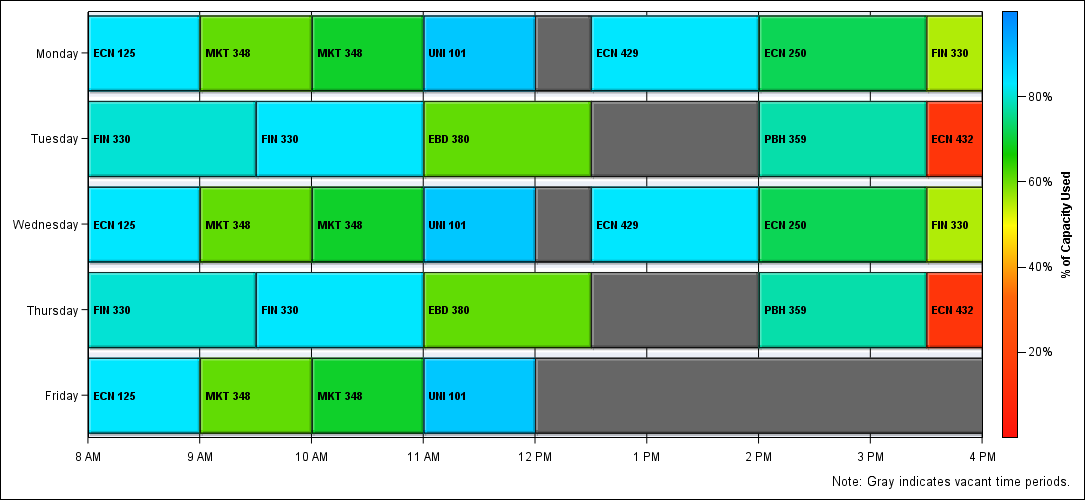 Monday
ECN 125
MKT 348
MKT 348
UNI 101
ECN 429
ECN 250
FIN 330
Tuesday
FIN 330
FIN 330
EBD 380
PBH 359
ECN 432
Wednesday
ECN 125
MKT 348
MKT 348
UNI 101
ECN 429
ECN 250
FIN 330
Thursday
FIN 330
FIN 330
EBD 380
PBH 359
ECN 432
Friday
ECN 125
MKT 348
MKT 348
UNI 101
8 AM
9 AM
10 AM
11 AM
12 PM
1 PM
2 PM
3 PM
4 PM
80%
60%
40%
20%
% of Capacity Used
Note: Gray indicates vacant time periods.